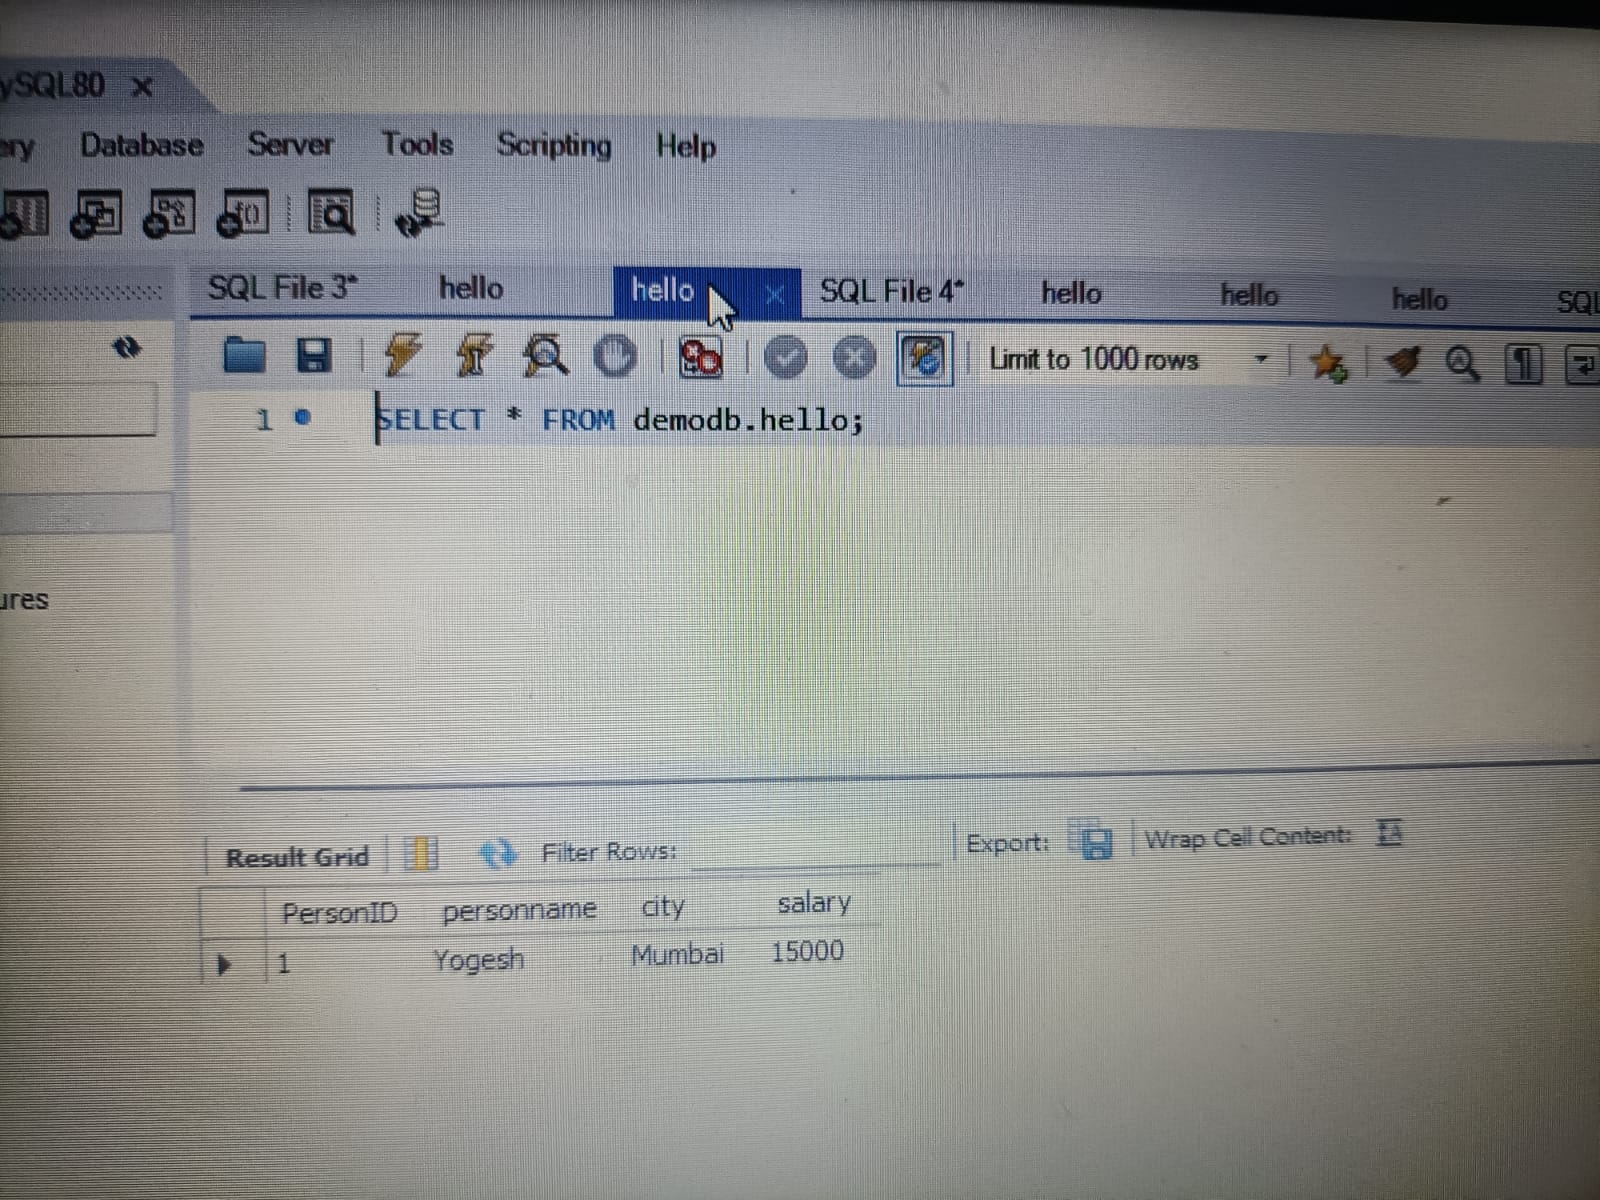 ySQL80 x
ery Database Server Tools Scripting Help
SQL File 3* hello hello SQL File 4* hello hello hello SQL
Limit to 1000 rows
1 SELECT * FROM demodb.hello;
ures
Result Grid Filter Rows: Export: Wrap Cell Content: IA
PersonID personname city salary
1 Yogesh Mumbai 15000